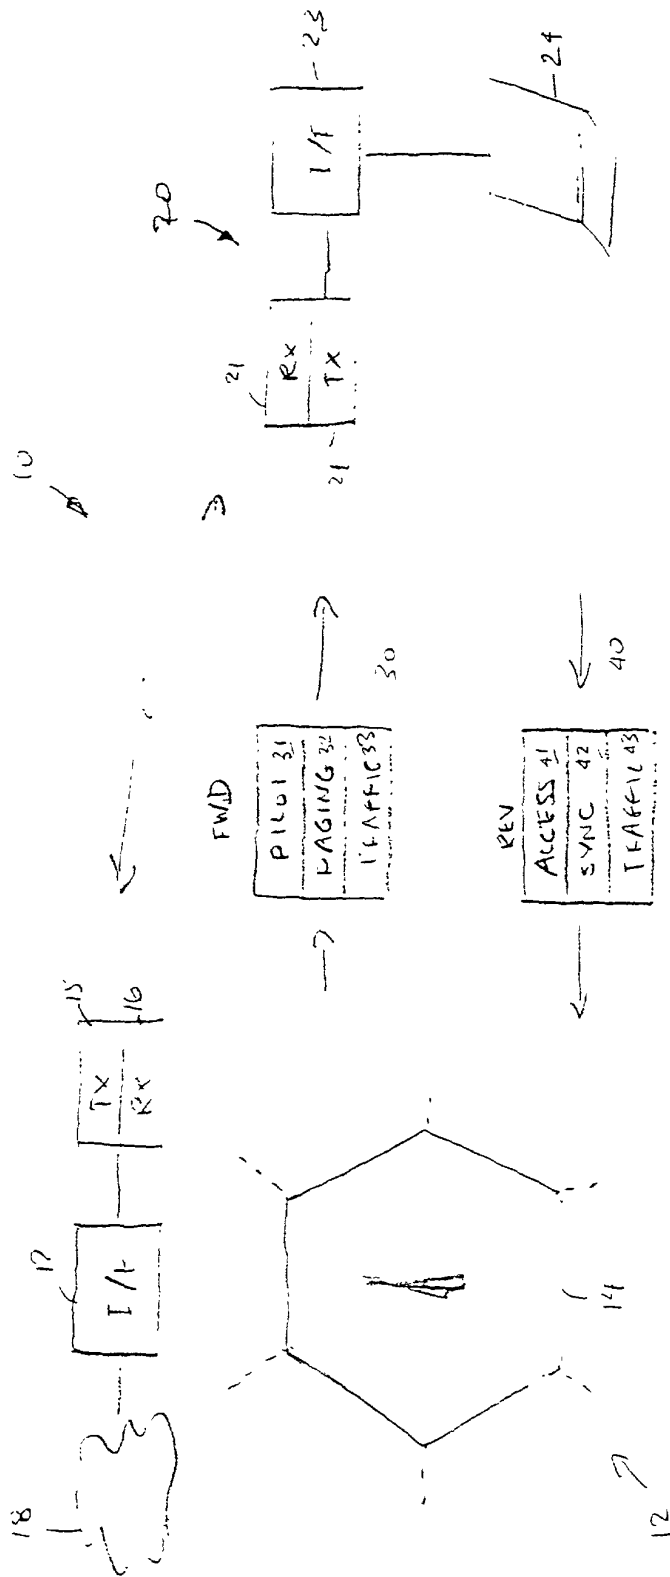 10
18
17
I/F
TX
RX
15
16
20
21
Rx
TX
21
I/F
23
24
FWD
PILOT 31
PAGING 32
TRAFFIC 33
30
REV
ACCESS 41
SYNC 42
TRAFFIC 43
40
14
12